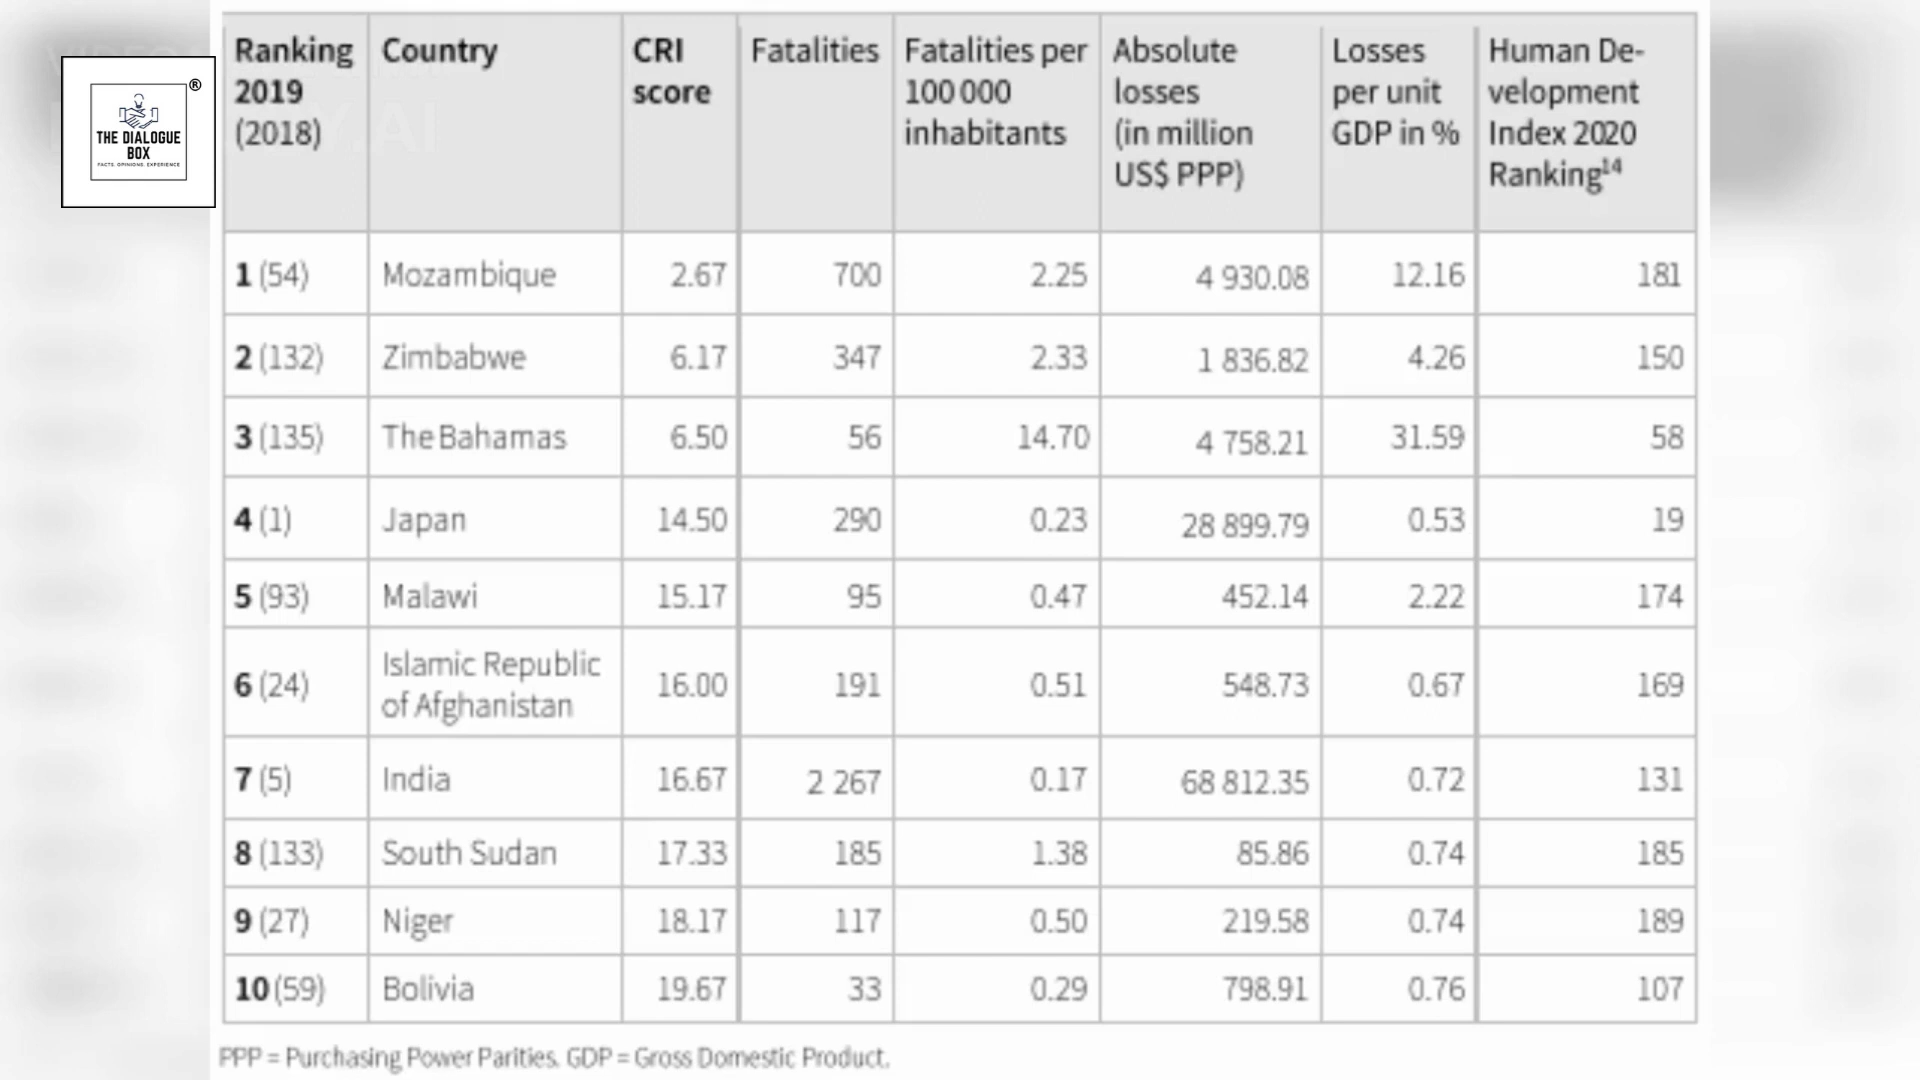 Ranking 2019 (2018) Country CRI score Fatalities Fatalities per 100 000 inhabitants Absolute losses (in million US$ PPP) Losses per unit GDP in % Human De-velopment Index 2020 Ranking14
1 (54) Mozambique 2.67 700 2.25 4 930.08 12.16 181
2 (132) Zimbabwe 6.17 347 2.33 1 836.82 4.26 150
3 (135) The Bahamas 6.50 56 14.70 4 758.21 31.59 58
4 (1) Japan 14.50 290 0.23 28 899.79 0.53 19
5 (93) Malawi 15.17 95 0.47 452.14 2.22 174
6 (24) Islamic Republic of Afghanistan 16.00 191 0.51 548.73 0.67 169
7 (5) India 16.67 2 267 0.17 68 812.35 0.72 131
8 (133) South Sudan 17.33 185 1.38 85.86 0.74 185
9 (27) Niger 18.17 117 0.50 219.58 0.74 189
10 (59) Bolivia 19.67 33 0.29 798.91 0.76 107
PPP = Purchasing Power Parities. GDP = Gross Domestic Product.
®
THE DIALOGUE
BOX
FACTS. OPINIONS. EXPERIENCE